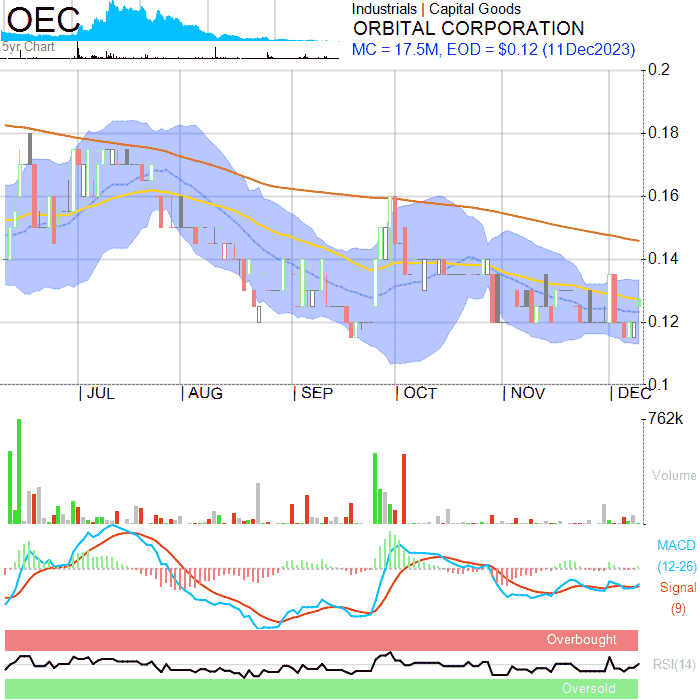 OEC
5yr. Chart
Industrials | Capital Goods
ORBITAL CORPORATION
MC = 17.5M, EOD = $0.12 (11Dec2023)
0.2
0.18
0.16
0.14
0.12
0.1
JUL
AUG
SEP
OCT
NOV
DEC
762k
Volume
MACD
(12-26)
Signal
(9)
Overbought
RSI(14)
Oversold